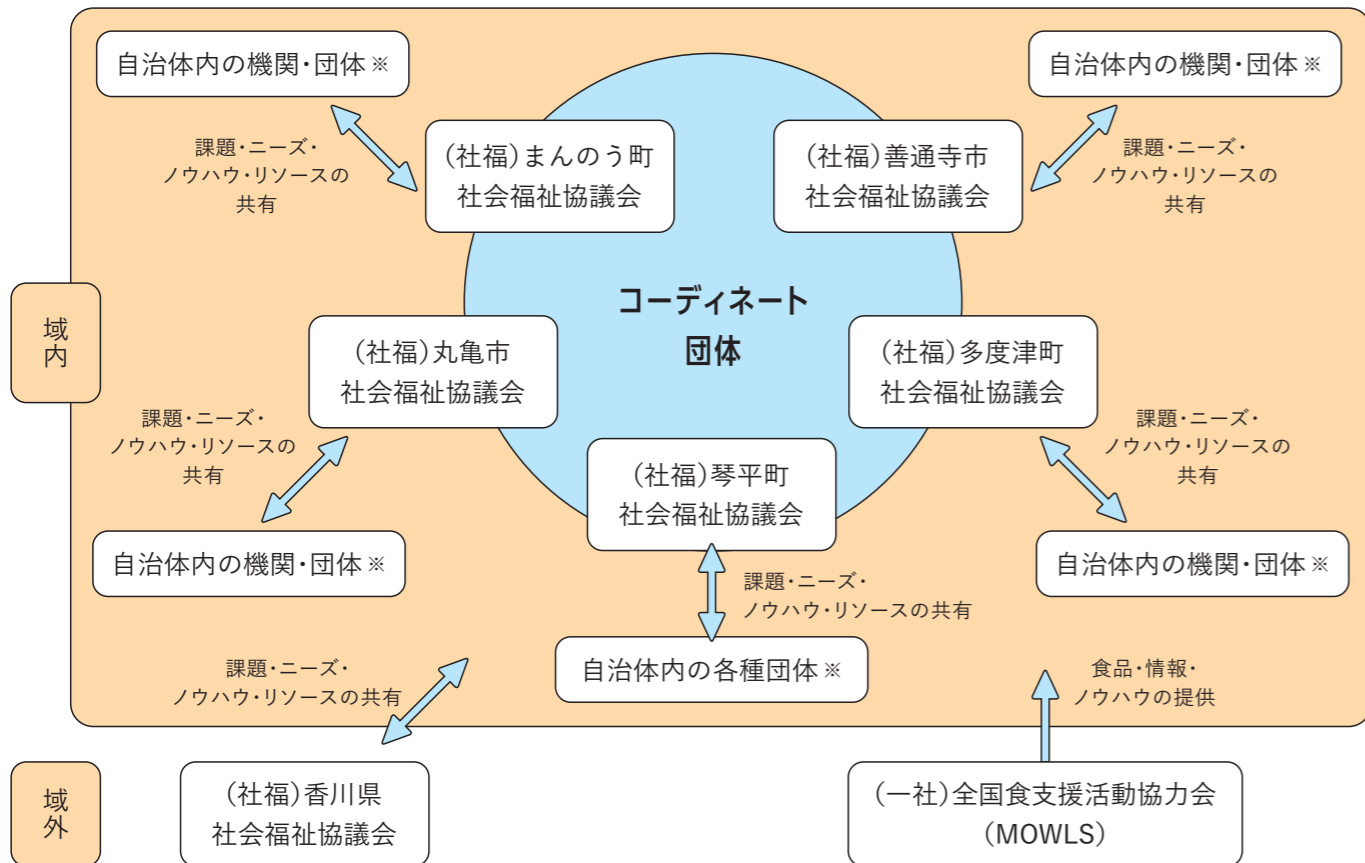 自治体内の機関・団体※
自治体内の機関・団体※
課題・ニーズ・
ノウハウ・リソースの
共有
(社福)まんのう町
社会福祉協議会
(社福)善通寺市
社会福祉協議会
課題・ニーズ・
ノウハウ・リソースの
共有
コーディネート
団体
域内
(社福)丸亀市
社会福祉協議会
(社福)多度津町
社会福祉協議会
課題・ニーズ・
ノウハウ・リソースの
共有
(社福)琴平町
社会福祉協議会
課題・ニーズ・
ノウハウ・リソースの
共有
自治体内の機関・団体※
課題・ニーズ・
ノウハウ・リソースの共有
自治体内の機関・団体※
課題・ニーズ・
ノウハウ・リソースの共有
自治体内の各種団体※
食品・情報・
ノウハウの提供
域外
(社福)香川県
社会福祉協議会
(一社)全国食支援活動協力会
(MOWLS)